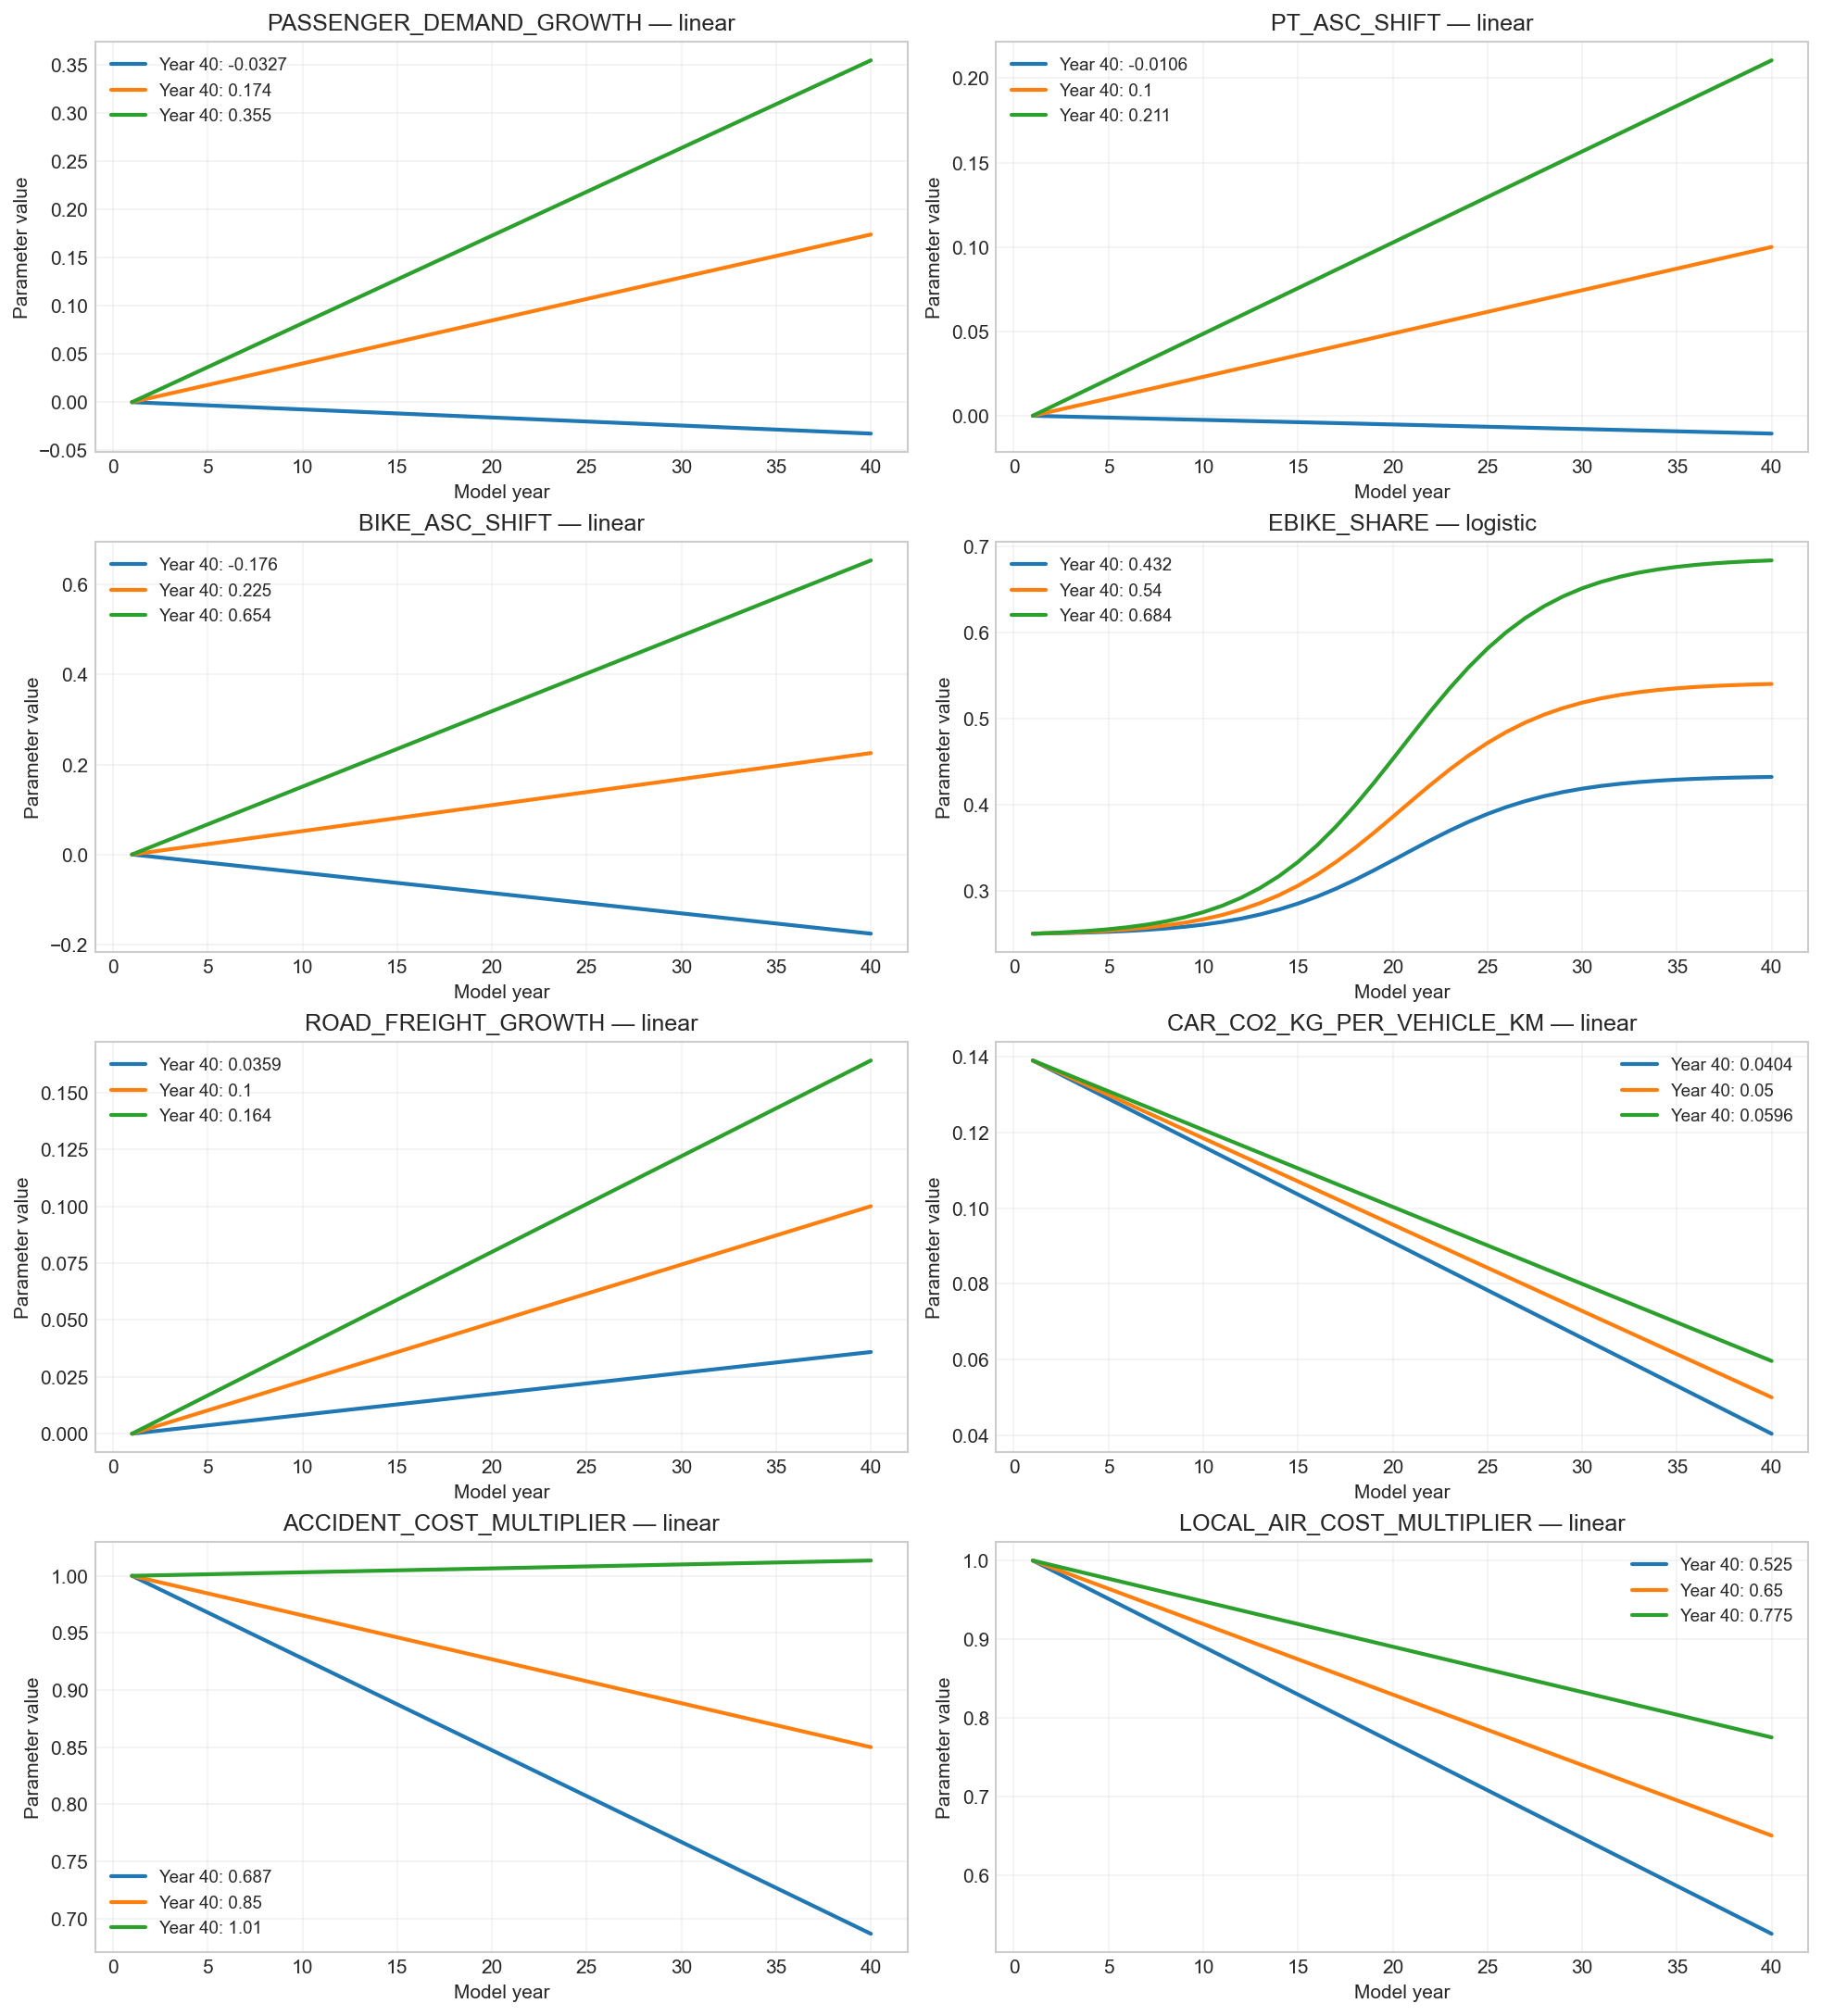 PASSENGER_DEMAND_GROWTH — linear
Year 40: -0.0327
Year 40: 0.174
Year 40: 0.355
Parameter value
0.35
0.30
0.25
0.20
0.15
0.10
0.05
0.00
−0.05
0 5 10 15 20 25 30 35 40
Model year
PT_ASC_SHIFT — linear
Year 40: -0.0106
Year 40: 0.1
Year 40: 0.211
Parameter value
0.20
0.15
0.10
0.05
0.00
0 5 10 15 20 25 30 35 40
Model year
BIKE_ASC_SHIFT — linear
Year 40: -0.176
Year 40: 0.225
Year 40: 0.654
Parameter value
0.6
0.4
0.2
0.0
−0.2
0 5 10 15 20 25 30 35 40
Model year
EBIKE_SHARE — logistic
Year 40: 0.432
Year 40: 0.54
Year 40: 0.684
Parameter value
0.7
0.6
0.5
0.4
0.3
0 5 10 15 20 25 30 35 40
Model year
ROAD_FREIGHT_GROWTH — linear
Year 40: 0.0359
Year 40: 0.1
Year 40: 0.164
Parameter value
0.150
0.125
0.100
0.075
0.050
0.025
0.000
0 5 10 15 20 25 30 35 40
Model year
CAR_CO2_KG_PER_VEHICLE_KM — linear
Year 40: 0.0404
Year 40: 0.05
Year 40: 0.0596
Parameter value
0.14
0.12
0.10
0.08
0.06
0.04
0 5 10 15 20 25 30 35 40
Model year
ACCIDENT_COST_MULTIPLIER — linear
Parameter value
1.00
0.95
0.90
0.85
0.80
0.75
0.70
Year 40: 0.687
Year 40: 0.85
Year 40: 1.01
0 5 10 15 20 25 30 35 40
Model year
LOCAL_AIR_COST_MULTIPLIER — linear
Year 40: 0.525
Year 40: 0.65
Year 40: 0.775
Parameter value
1.0
0.9
0.8
0.7
0.6
0 5 10 15 20 25 30 35 40
Model year